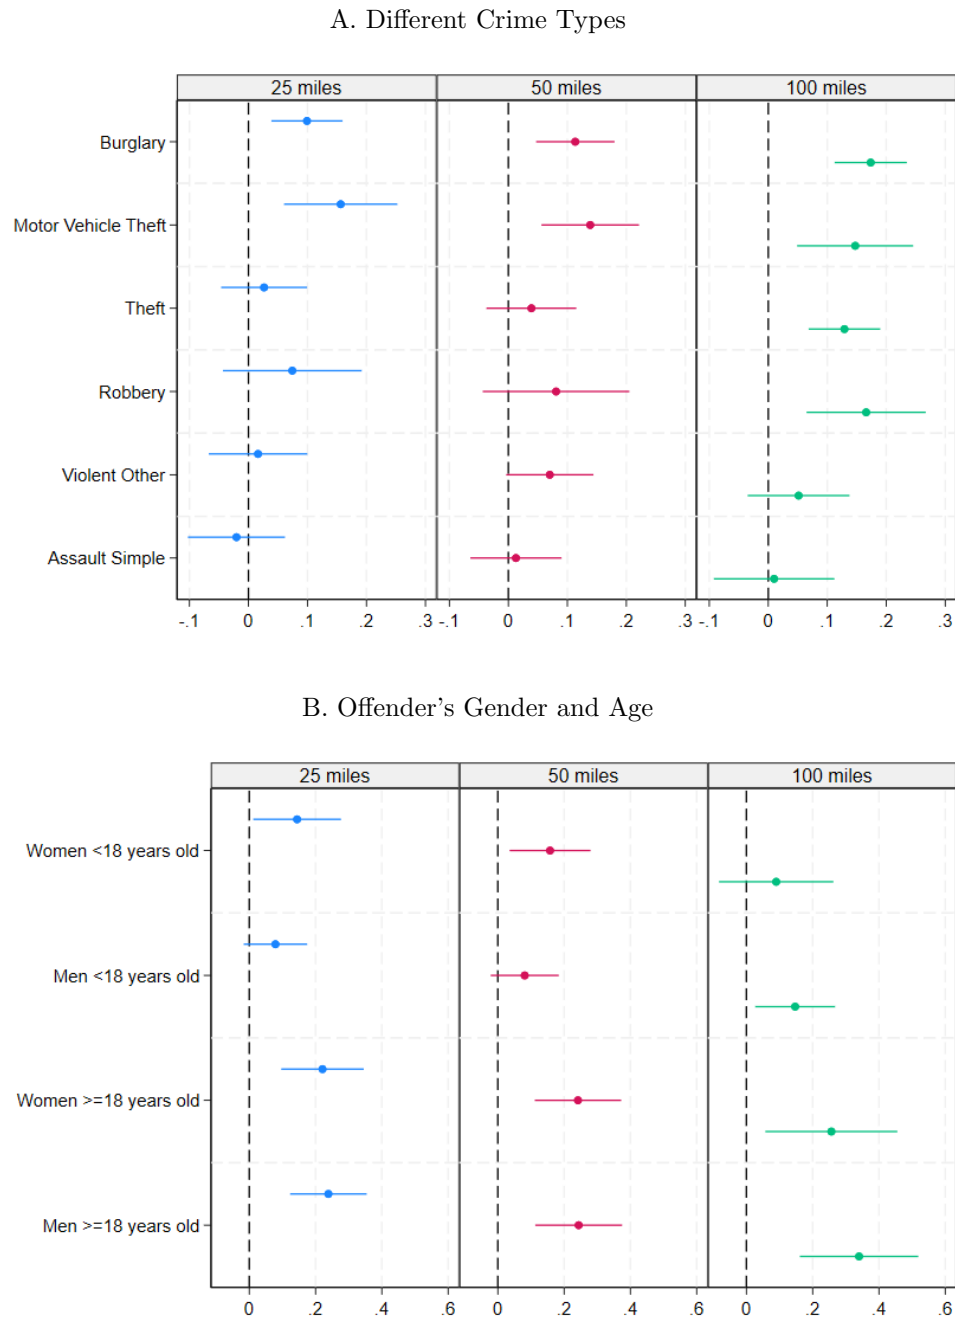 A. Different Crime Types
25 miles 50 miles 100 miles
Burglary
Motor Vehicle Theft
Theft
Robbery
Violent Other
Assault Simple
-.1 0 .1 .2 .3 -.1 0 .1 .2 .3 -.1 0 .1 .2 .3
B. Offender's Gender and Age
25 miles 50 miles 100 miles
Women <18 years old
Men <18 years old
Women >=18 years old
Men >=18 years old
0 .2 .4 .6 0 .2 .4 .6 0 .2 .4 .6